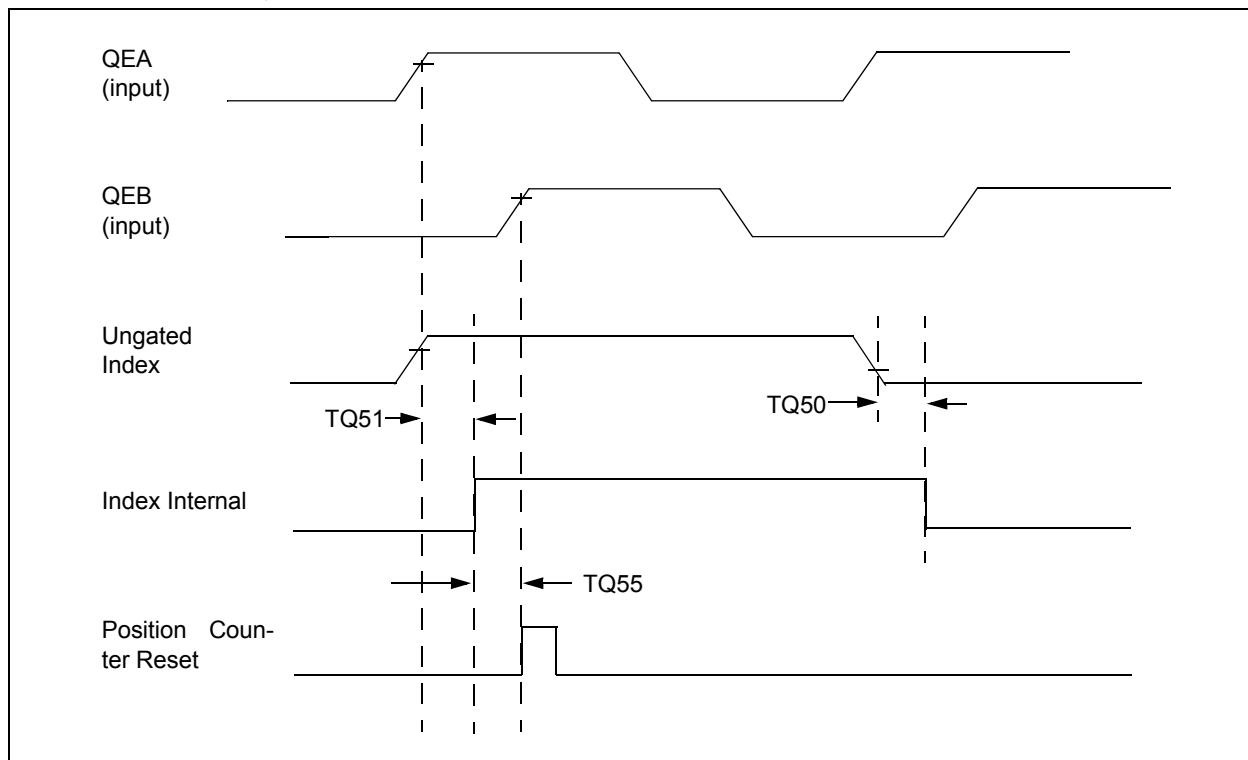 QEA
(input)
QEB
(input)
Ungated
Index
TQ51
TQ50
Index Internal
TQ55
Position Coun-
ter Reset